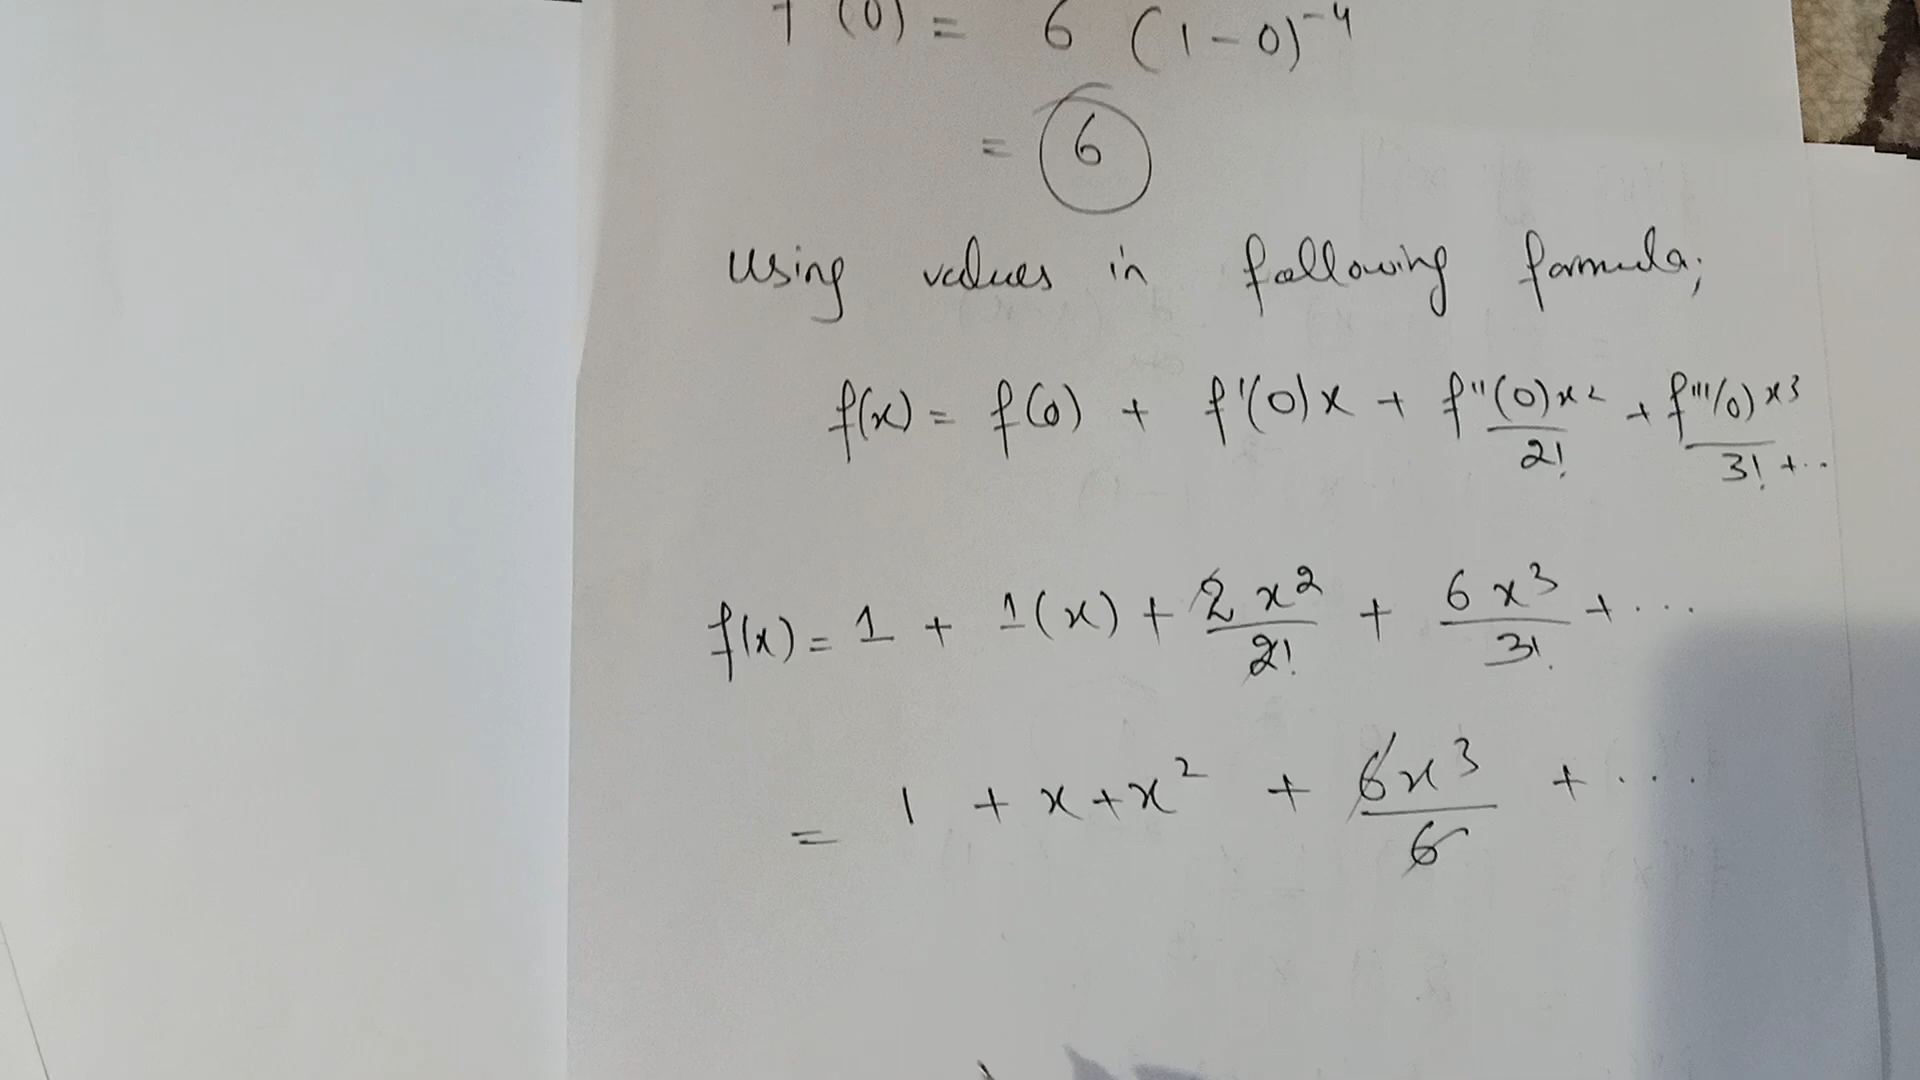 f (0) = 6 (1-0)⁻⁴
= 6
using values in following formula;
f(x) = f(0) + f'(0)x + f''(0)x²/2! + f'''(0)x³/3! + ..
f(x) = 1 + 1(x) + 2x²/2! + 6x³/3! + ...
= 1 + x + x² + 6x³/6 + ....